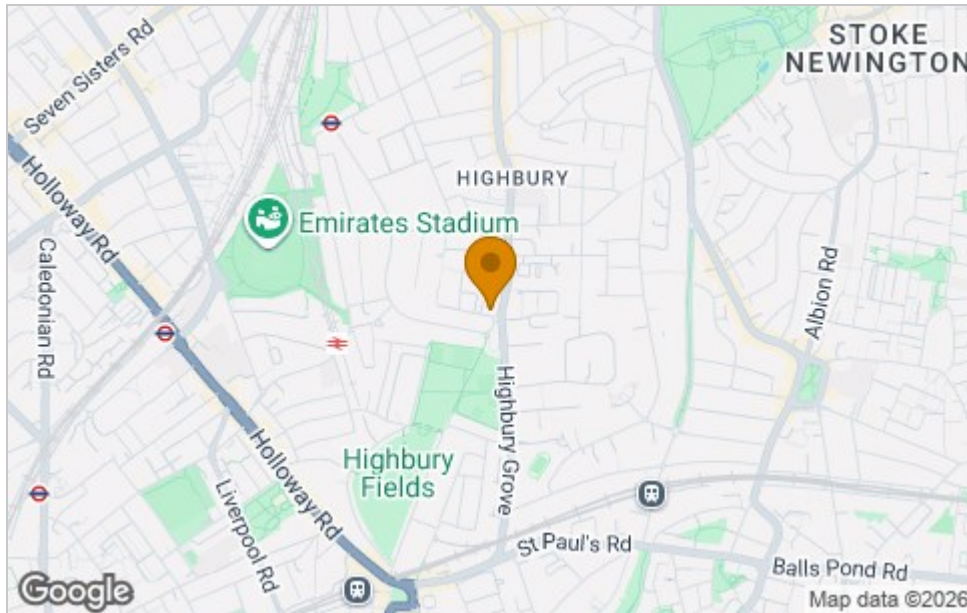 STOKE
NEWINGTON
Seven Sisters Rd
HIGHBURY
Holloway Rd
Emirates Stadium
Caledonian Rd
Albion Rd
Highbury Grove
Holloway Rd
Highbury
Fields
Liverpool Rd
St Paul's Rd
Balls Pond Rd
Google
Map data ©2026